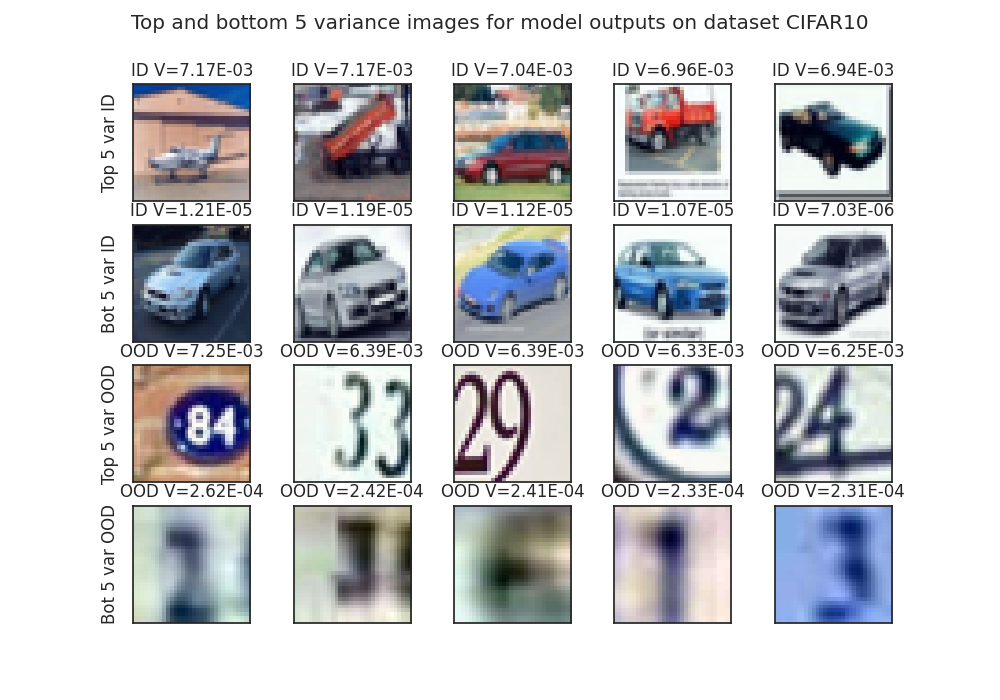 Top and bottom 5 variance images for model outputs on dataset CIFAR10
ID V=7.17E-03 ID V=7.17E-03 ID V=7.04E-03 ID V=6.96E-03 ID V=6.94E-03
Top 5 var ID
ID V=1.21E-05 ID V=1.19E-05 ID V=1.12E-05 ID V=1.07E-05 ID V=7.03E-06
Bot 5 var ID
(or similar)
OOD V=7.25E-03 OOD V=6.39E-03 OOD V=6.39E-03 OOD V=6.33E-03 OOD V=6.25E-03
Top 5 var OOD
84 33 29 2 24
OOD V=2.62E-04 OOD V=2.42E-04 OOD V=2.41E-04 OOD V=2.33E-04 OOD V=2.31E-04
Bot 5 var OOD
1